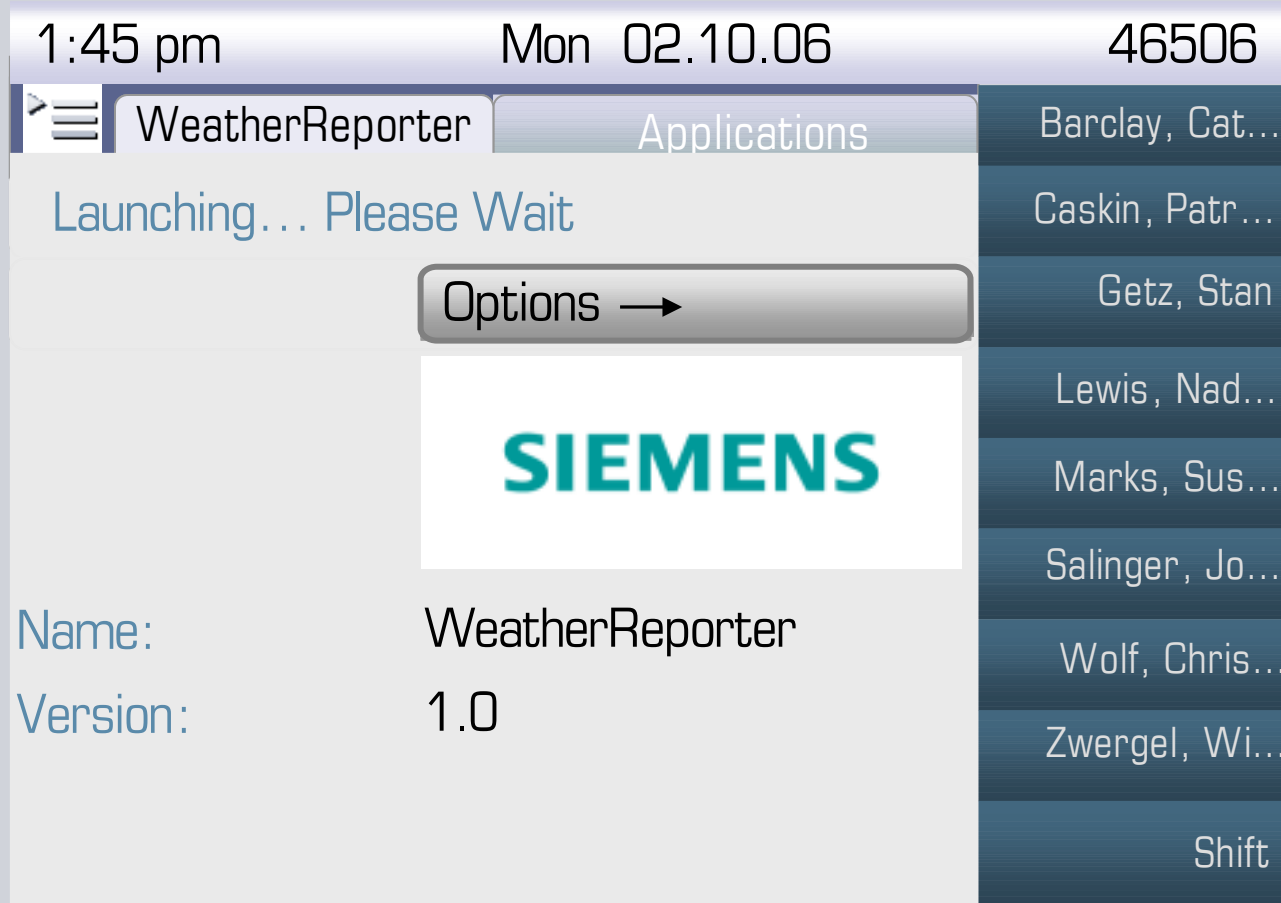 1:45 pm Mon 02.10.06 46506
WeatherReporter Applications
Launching... Please Wait
Options →
SIEMENS
Name: WeatherReporter
Version: 1.0
Barclay, Cat...
Caskin, Patr...
Getz, Stan
Lewis, Nad...
Marks, Sus...
Salinger, Jo...
Wolf, Chris...
Zwergel, Wi...
Shift